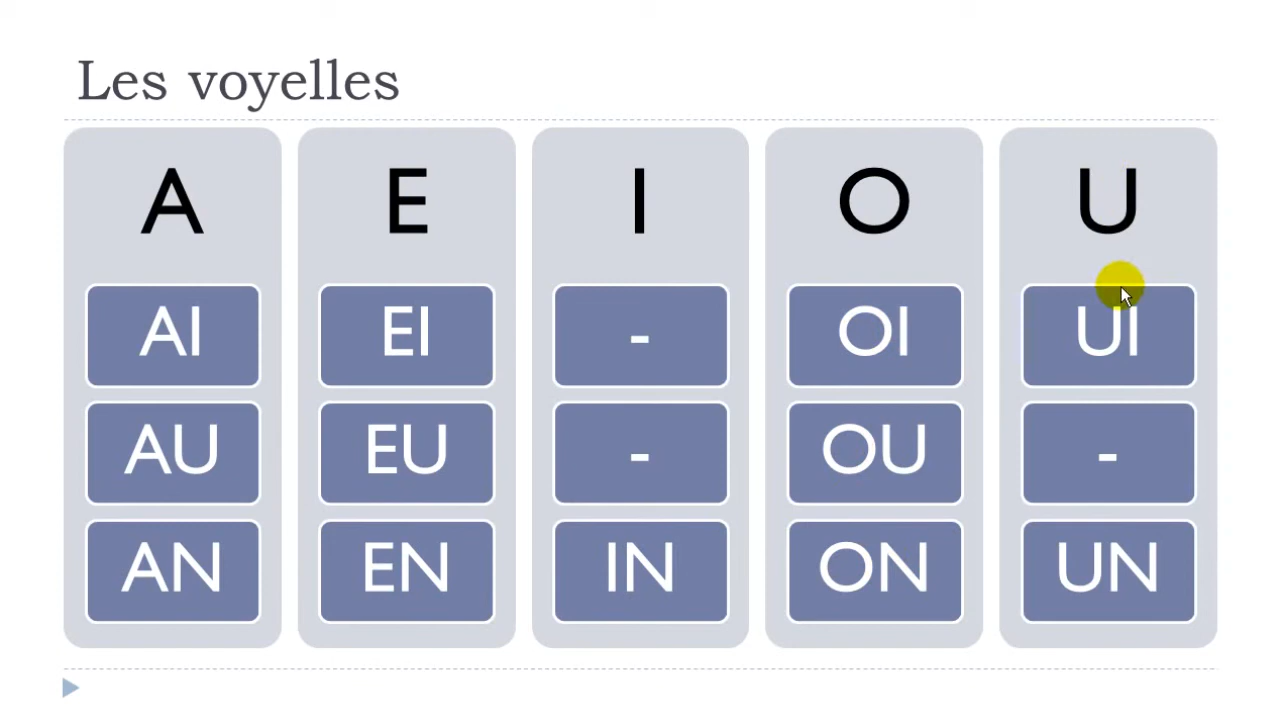 Les voyelles
A E I O U
AI EI - OI UI
AU EU - OU -
AN EN IN ON UN